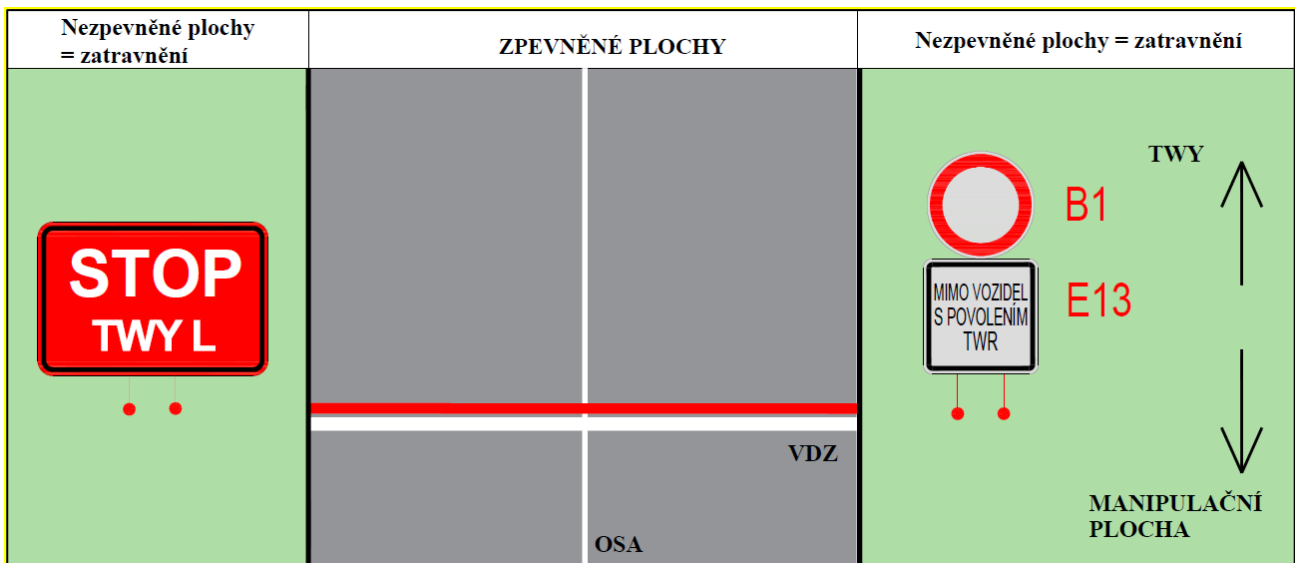 Nezpevněné plochy
= zatravnění
ZPEVNĚNÉ PLOCHY
Nezpevněné plochy = zatravnění
STOP
TWY L
TWY
B1
MIMO VOZIDEL
S POVOLENÍM
TWR
E13
VDZ
OSA
MANIPULAČNÍ
PLOCHA